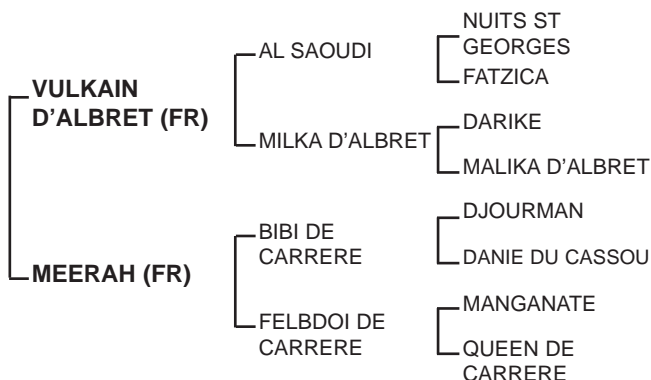 VULKAIN
D'ALBRET (FR)
AL SAOUDI
NUITS ST
GEORGES
FATZICA
MILKA D'ALBRET
DARIKE
MALIKA D'ALBRET
MEERAH (FR)
BIBI DE
CARRERE
DJOURMAN
DANIE DU CASSOU
FELBDOI DE
CARRERE
MANGANATE
QUEEN DE
CARRERE